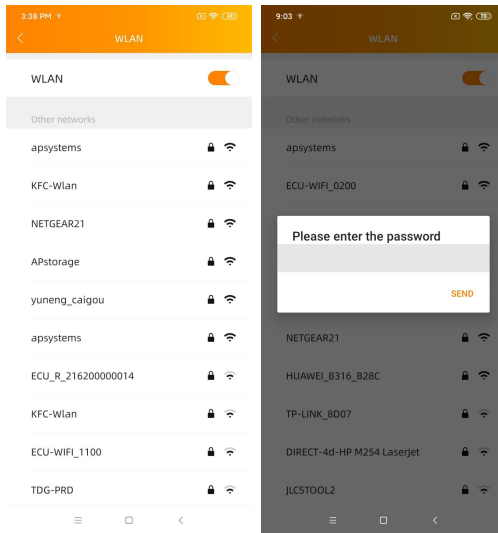 3:38 PM
WLAN
WLAN
Other networks
apsystems
KFC-Wlan
NETGEAR21
APstorage
yuneng_caigou
apsystems
ECU_R_216200000014
KFC-Wlan
ECU-WIFI_1100
TDG-PRD
9:03
WLAN
WLAN
Other networks
apsystems
ECU-WIFI_0200
Please enter the password
SEND
NETGEAR21
HUAWEI_B316_B28C
TP-LINK_8D07
DIRECT-4d-HP M254 LaserJet
JLCSTOOL2